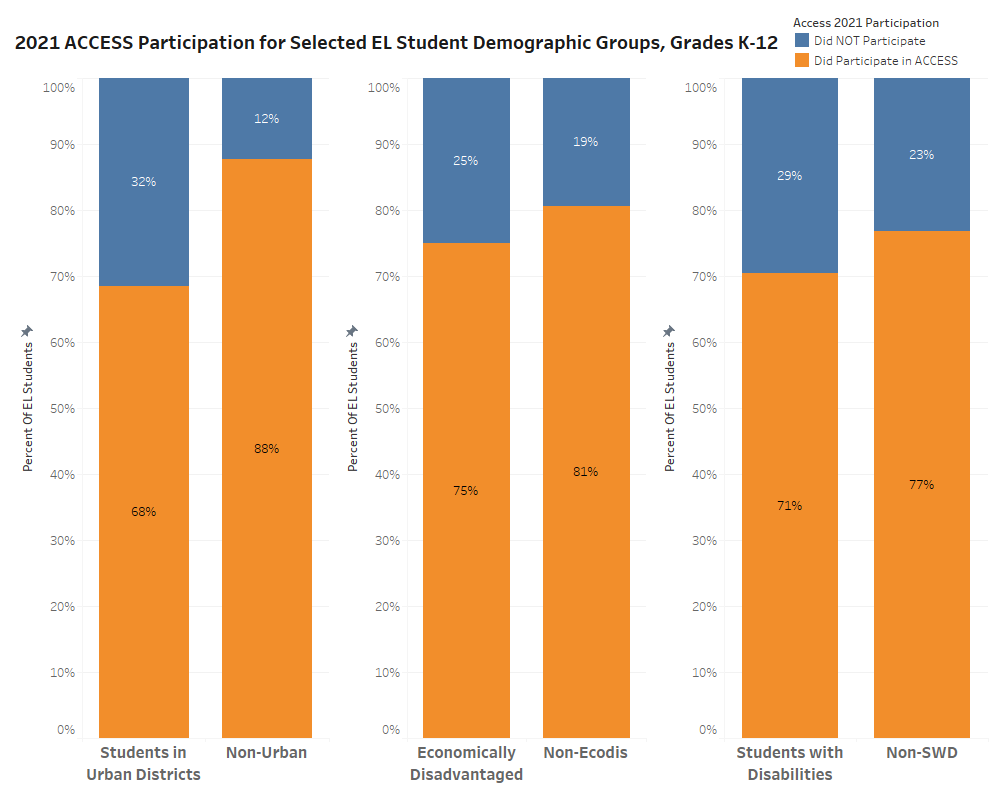 2021 ACCESS Participation for Selected EL Student Demographic Groups, Grades K-12
Access 2021 Participation
Did NOT Participate
Did Participate in ACCESS
Percent Of EL Students
100%
90%
80%
70%
60%
50%
40%
30%
20%
10%
0%
32%
68%
12%
88%
Students in
Urban Districts
Non-Urban
Percent Of EL Students
100%
90%
80%
70%
60%
50%
40%
30%
20%
10%
0%
25%
75%
19%
81%
Economically
Disadvantaged
Non-Ecodis
Percent Of EL Students
100%
90%
80%
70%
60%
50%
40%
30%
20%
10%
0%
29%
71%
23%
77%
Students with
Disabilities
Non-SWD